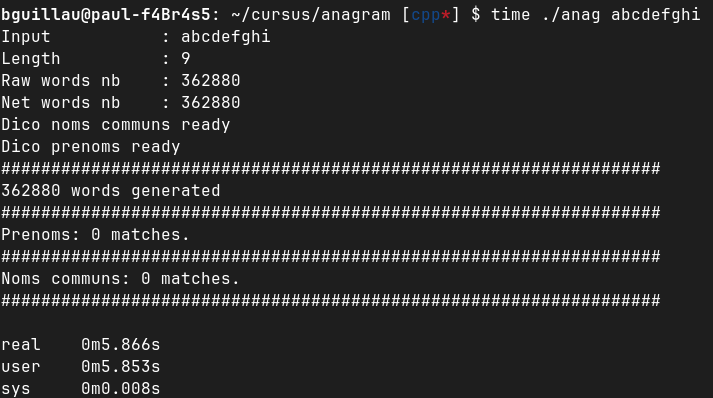 bguillau@paul-f4Br4s5: ~/cursus/anagram [cpp*] $ time ./anag abcdefghi
Input          : abcdefghi
Length         : 9
Raw words nb   : 362880
Net words nb   : 362880
Dico noms communs ready
Dico prenoms ready
##################################################################
362880 words generated
##################################################################
Prenoms: 0 matches.
##################################################################
Noms communs: 0 matches.
##################################################################

real    0m5.866s
user    0m5.853s
sys     0m0.008s